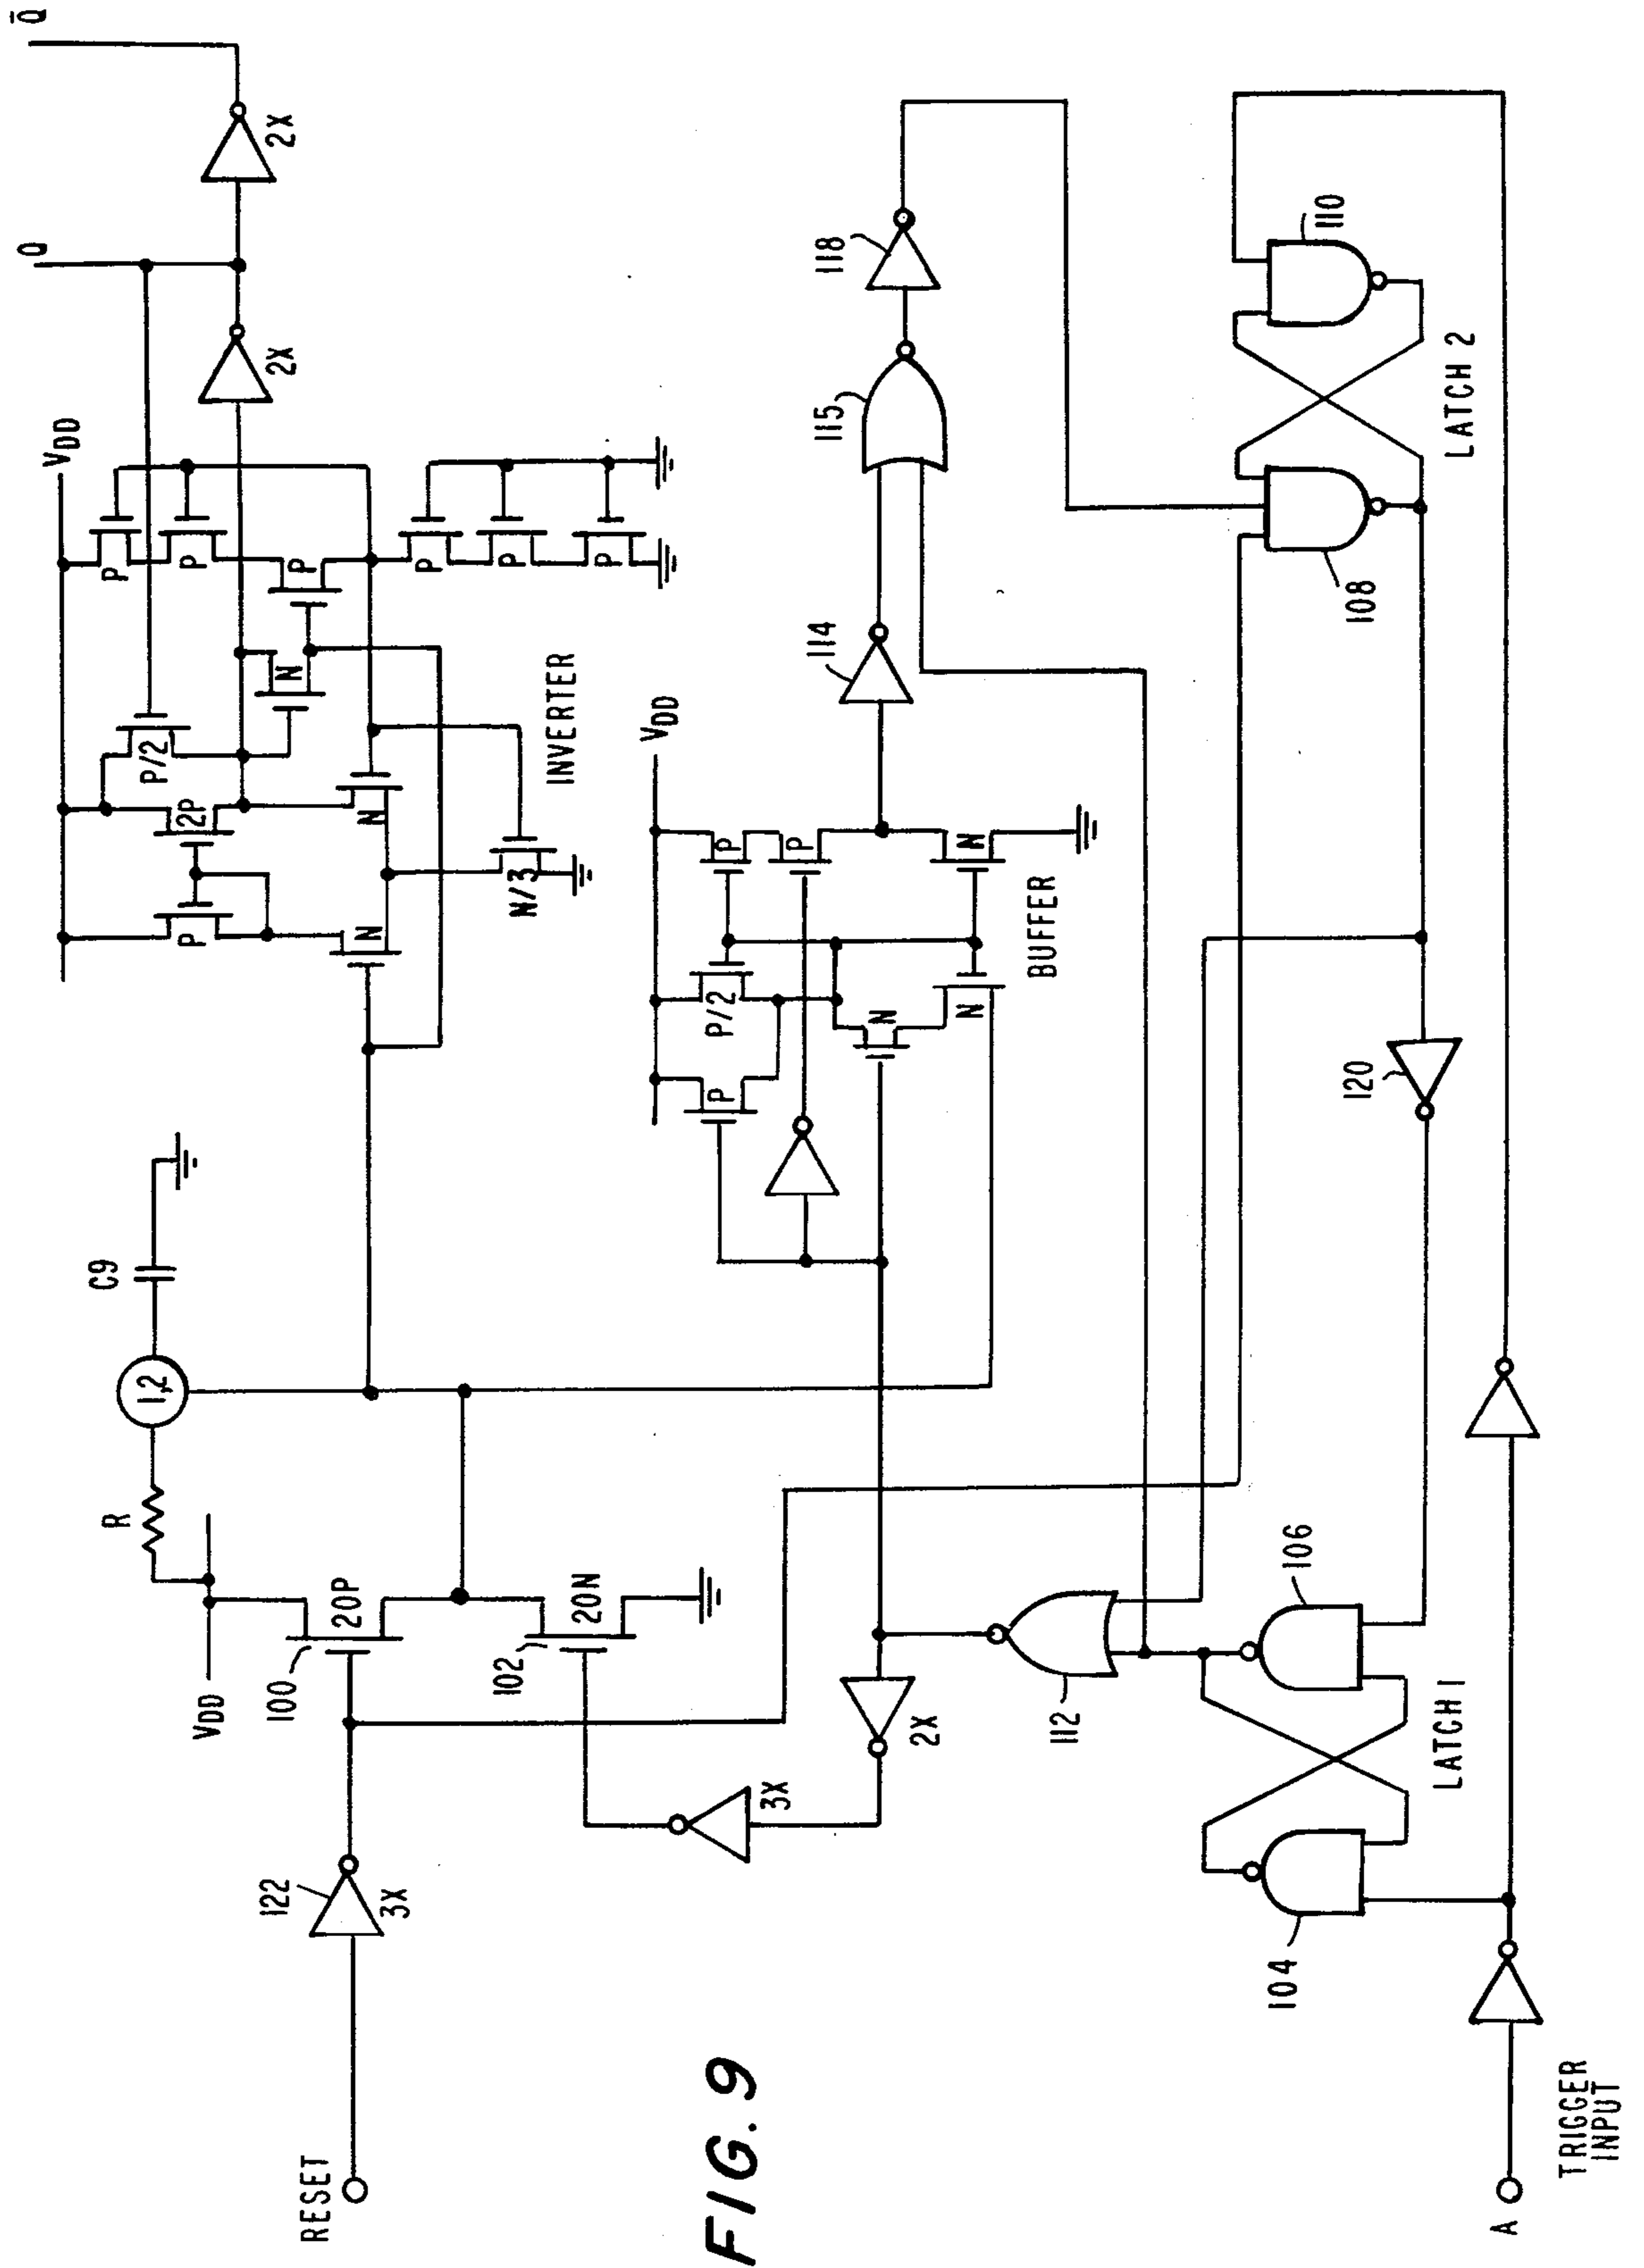 Q̄
Q
VDD
C9
R
P
1,2
P/2
2P
P
P
VDD
2X
2X
100
20P
122
3X
RESET
P
N
N
N
P
P
P
P
N/3
INVERTER
102
20N
VDD
P
P
P/2
P
N
N
N
BUFFER
3X
2X
114
115
118
FIG. 9
112
106
104
108
110
120
LATCH 1
LATCH 2
A
TRIGGER
INPUT